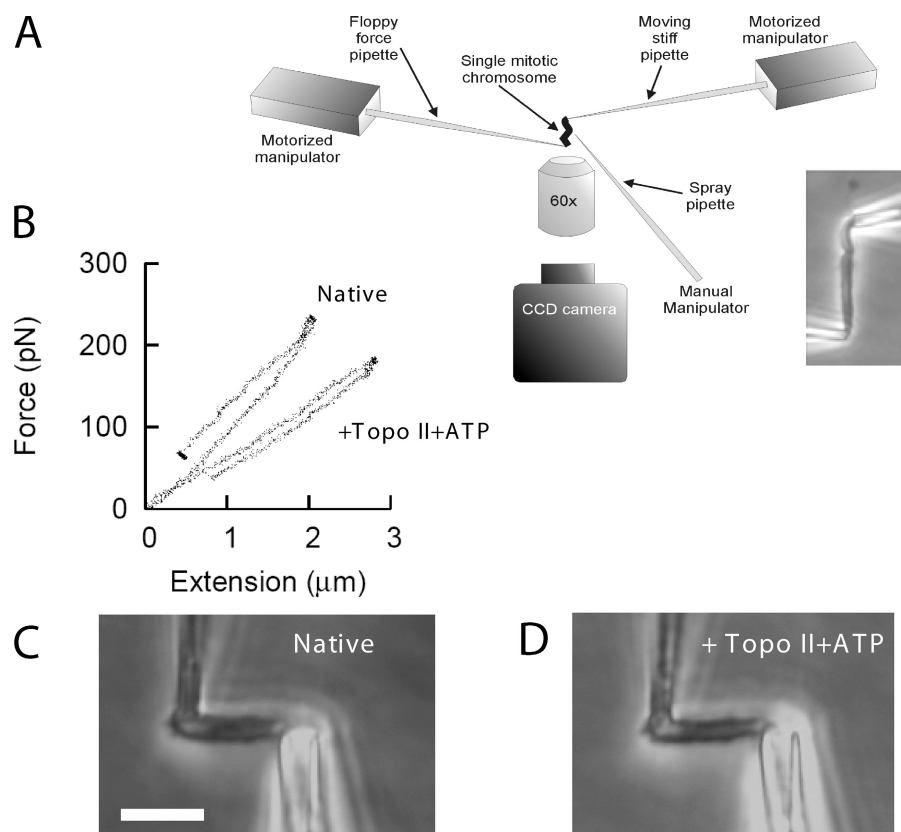 A
Floppy
force
pipette
Single mitotic
chromosome
Moving
stiff
pipette
Motorized
manipulator
Motorized
manipulator
60x
Spray
pipette
CCD camera
Manual
Manipulator
B
300
200
100
0
Force (pN)
Native
+Topo II+ATP
0
1
2
3
Extension (μm)
C
Native
D
+ Topo II+ATP